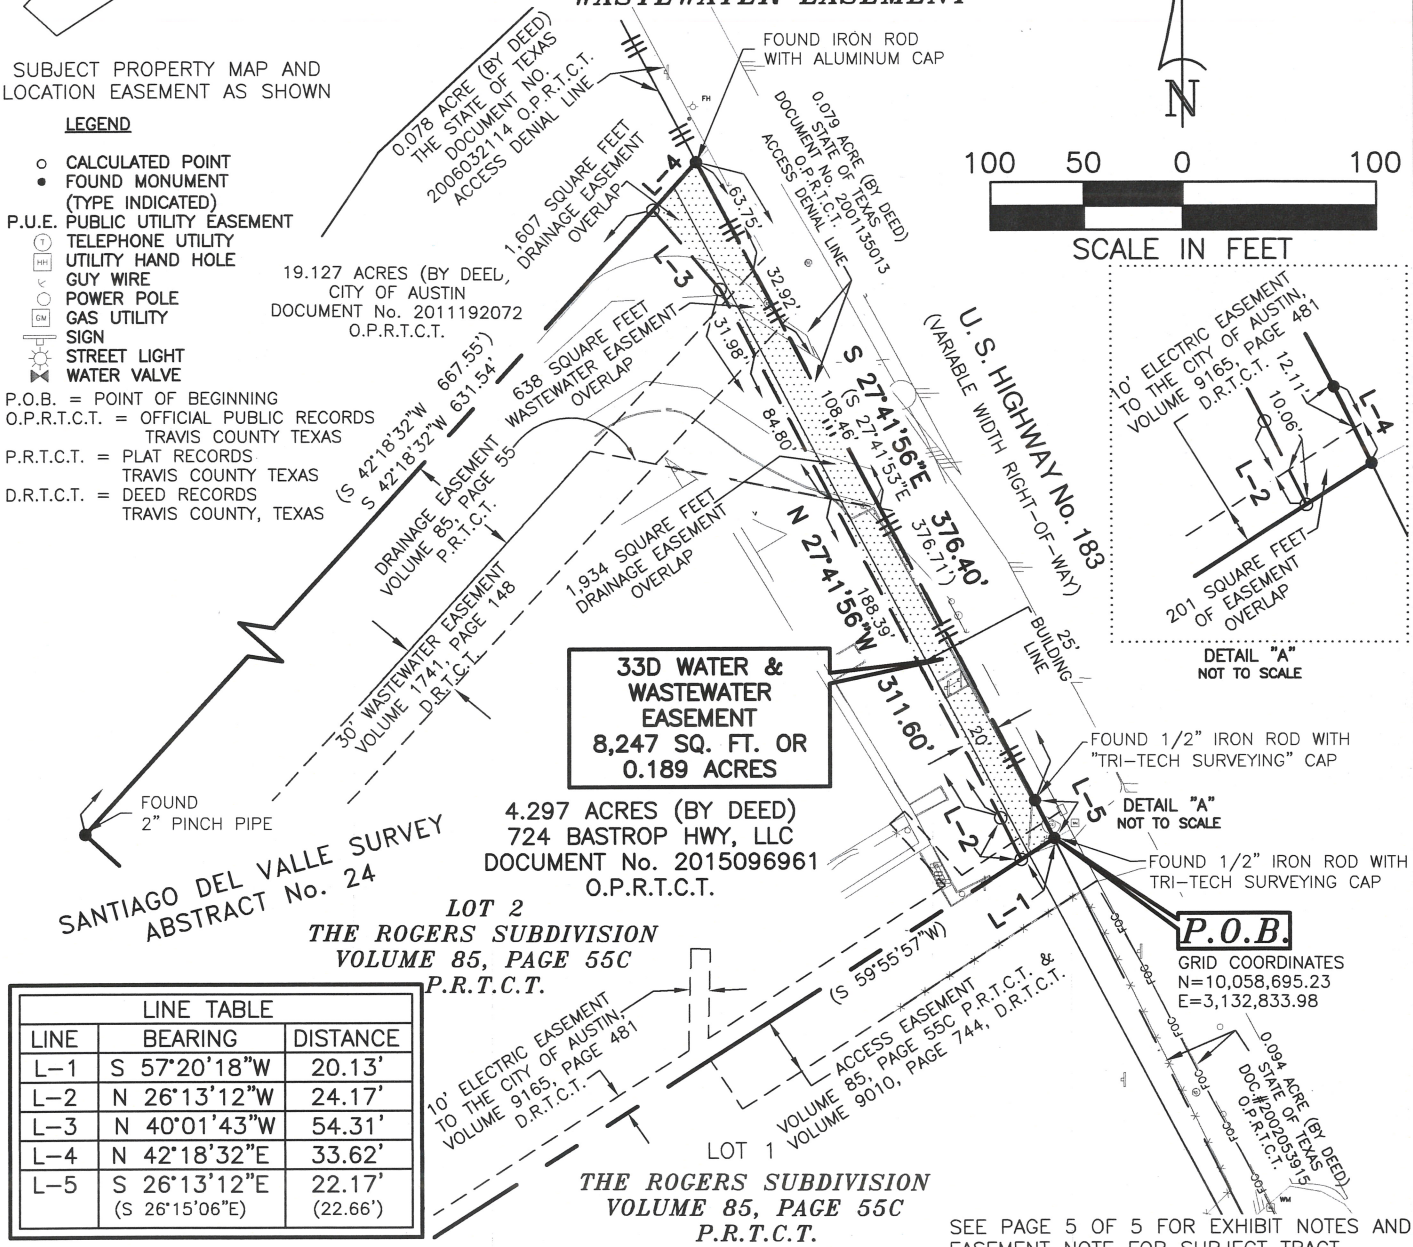 WASTEWATER EASEMENT
SUBJECT PROPERTY MAP AND
LOCATION EASEMENT AS SHOWN
LEGEND
CALCULATED POINT
FOUND MONUMENT
(TYPE INDICATED)
P.U.E. PUBLIC UTILITY EASEMENT
T TELEPHONE UTILITY
HH UTILITY HAND HOLE
GUY WIRE
POWER POLE
GM GAS UTILITY
SIGN
STREET LIGHT
WATER VALVE
P.O.B. = POINT OF BEGINNING
O.P.R.T.C.T. = OFFICIAL PUBLIC RECORDS
TRAVIS COUNTY TEXAS
P.R.T.C.T. = PLAT RECORDS
TRAVIS COUNTY TEXAS
D.R.T.C.T. = DEED RECORDS
TRAVIS COUNTY, TEXAS
0.078 ACRE (BY DEED)
THE STATE OF TEXAS
DOCUMENT NO.
2006032114 O.P.R.T.C.T.
ACCESS DENIAL LINE
FOUND IRON ROD
WITH ALUMINUM CAP
FH
0.079 ACRE (BY DEED)
STATE OF TEXAS
DOCUMENT No. 2001135013
O.P.R.T.C.T.
ACCESS DENIAL LINE
N
100 50 0 100
SCALE IN FEET
1,607 SQUARE FEET
DRAINAGE EASEMENT
OVERLAP
L-4
63.75'
32.92'
L-3
31.98'
84.80'
19.127 ACRES (BY DEED,
CITY OF AUSTIN
DOCUMENT No. 2011192072
O.P.R.T.C.T.
638 SQUARE FEET
WASTEWATER EASEMENT
OVERLAP
(S 42°18'32"W 667.55')
S 42°18'32"W 631.54'
DRAINAGE EASEMENT
VOLUME 85, PAGE 55
P.R.T.C.T.
30' WASTEWATER EASEMENT
VOLUME 1741, PAGE 148
D.R.T.C.T.
1,934 SQUARE FEET
DRAINAGE EASEMENT
OVERLAP
S 27°41'56"E 376.40'
(S 27°41'53"E 376.71')
108.46'
N 27°41'56"W 311.60'
188.39'
U. S. HIGHWAY No. 183
(VARIABLE WIDTH RIGHT-OF-WAY)
25'
BUILDING
LINE
20'
10' ELECTRIC EASEMENT
TO THE CITY OF AUSTIN,
VOLUME 9165, PAGE 481
D.R.T.C.T.
12.11'
10.06'
L-4
L-2
201 SQUARE FEET
OF EASEMENT
OVERLAP
DETAIL "A"
NOT TO SCALE
33D WATER &
WASTEWATER
EASEMENT
8,247 SQ. FT. OR
0.189 ACRES
FOUND 1/2" IRON ROD WITH
"TRI-TECH SURVEYING" CAP
L-5
DETAIL "A"
NOT TO SCALE
L-2
FOUND
2" PINCH PIPE
4.297 ACRES (BY DEED)
724 BASTROP HWY, LLC
DOCUMENT No. 2015096961
O.P.R.T.C.T.
FOUND 1/2" IRON ROD WITH
TRI-TECH SURVEYING CAP
SANTIAGO DEL VALLE SURVEY
ABSTRACT No. 24
L-1
P.O.B.
GRID COORDINATES
N=10,058,695.23
E=3,132,833.98
LOT 2
THE ROGERS SUBDIVISION
VOLUME 85, PAGE 55C
P.R.T.C.T.
(S 59°55'57"W)
FOC FOC FOC FOC FOC FOC FOC
10' ELECTRIC EASEMENT
TO THE CITY OF AUSTIN,
VOLUME 9165, PAGE 481
D.R.T.C.T.
ACCESS EASEMENT
VOLUME 85, PAGE 55C P.R.T.C.T. &
VOLUME 9010, PAGE 744, D.R.T.C.T.
0.094 ACRE (BY DEED)
STATE OF TEXAS
DOC.#2002053915
O.P.R.T.C.T.
WM
LINE TABLE
LINE BEARING DISTANCE
L-1 S 57°20'18"W 20.13'
L-2 N 26°13'12"W 24.17'
L-3 N 40°01'43"W 54.31'
L-4 N 42°18'32"E 33.62'
L-5 S 26°13'12"E 22.17'
(S 26°15'06"E) (22.66')
LOT 1
THE ROGERS SUBDIVISION
VOLUME 85, PAGE 55C
P.R.T.C.T.
SEE PAGE 5 OF 5 FOR EXHIBIT NOTES AND
EASEMENT NOTE FOR SUBJECT TRACT